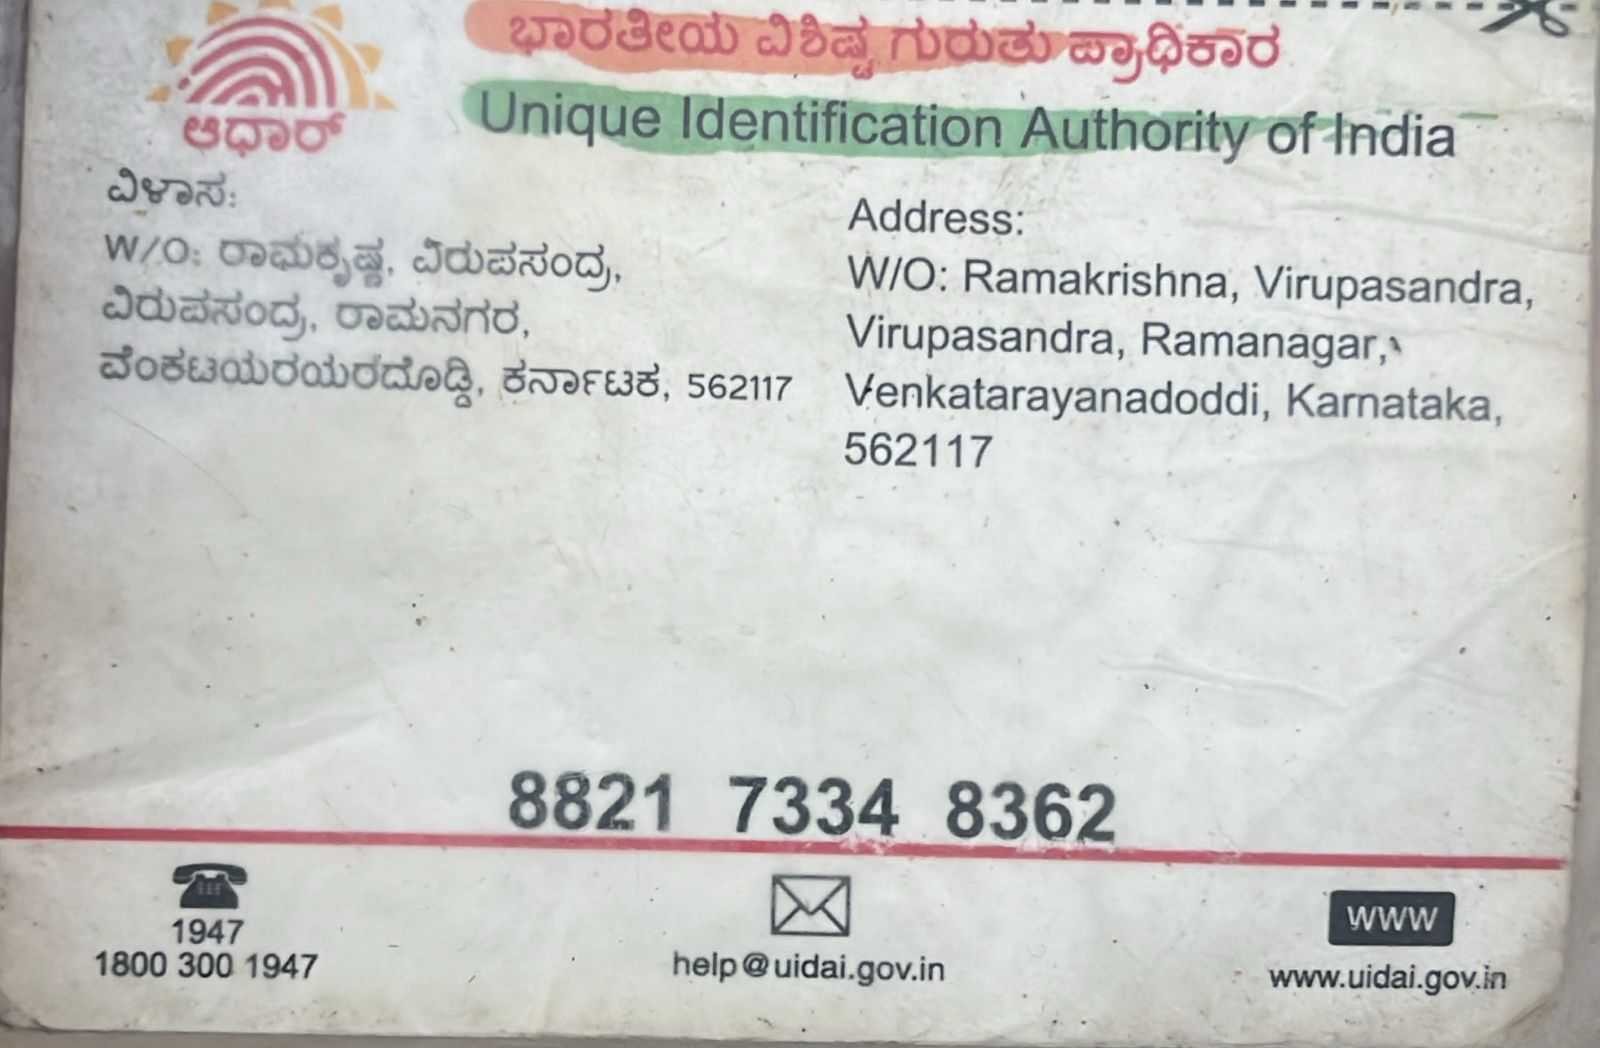 ಭಾರತೀಯ ವಿಶಿಷ್ಟ ಗುರುತು ಪ್ರಾಧಿಕಾರ
Unique Identification Authority of India
ಆಧಾರ್
ವಿಳಾಸ:
W/O: ರಾಮಕೃಷ್ಣ, ವಿರುಪಸಂದ್ರ,
ವಿರುಪಸಂದ್ರ, ರಾಮನಗರ,
ವೆಂಕಟಯರಯರದೊಡ್ಡಿ, ಕರ್ನಾಟಕ, 562117
Address:
W/O: Ramakrishna, Virupasandra,
Virupasandra, Ramanagar,
Venkatarayanadoddi, Karnataka,
562117
8821 7334 8362
1947
1800 300 1947
help@uidai.gov.in
WWW
www.uidai.gov.in